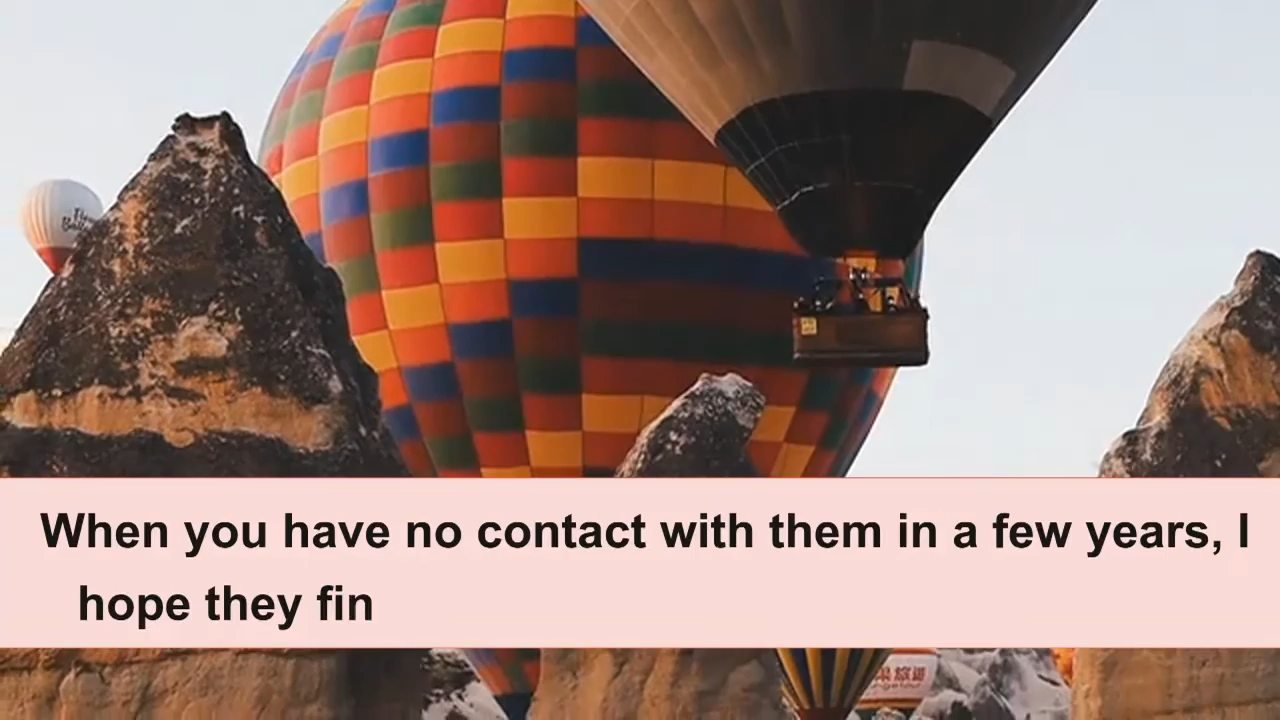 When you have no contact with them in a few years, I
hope they fin